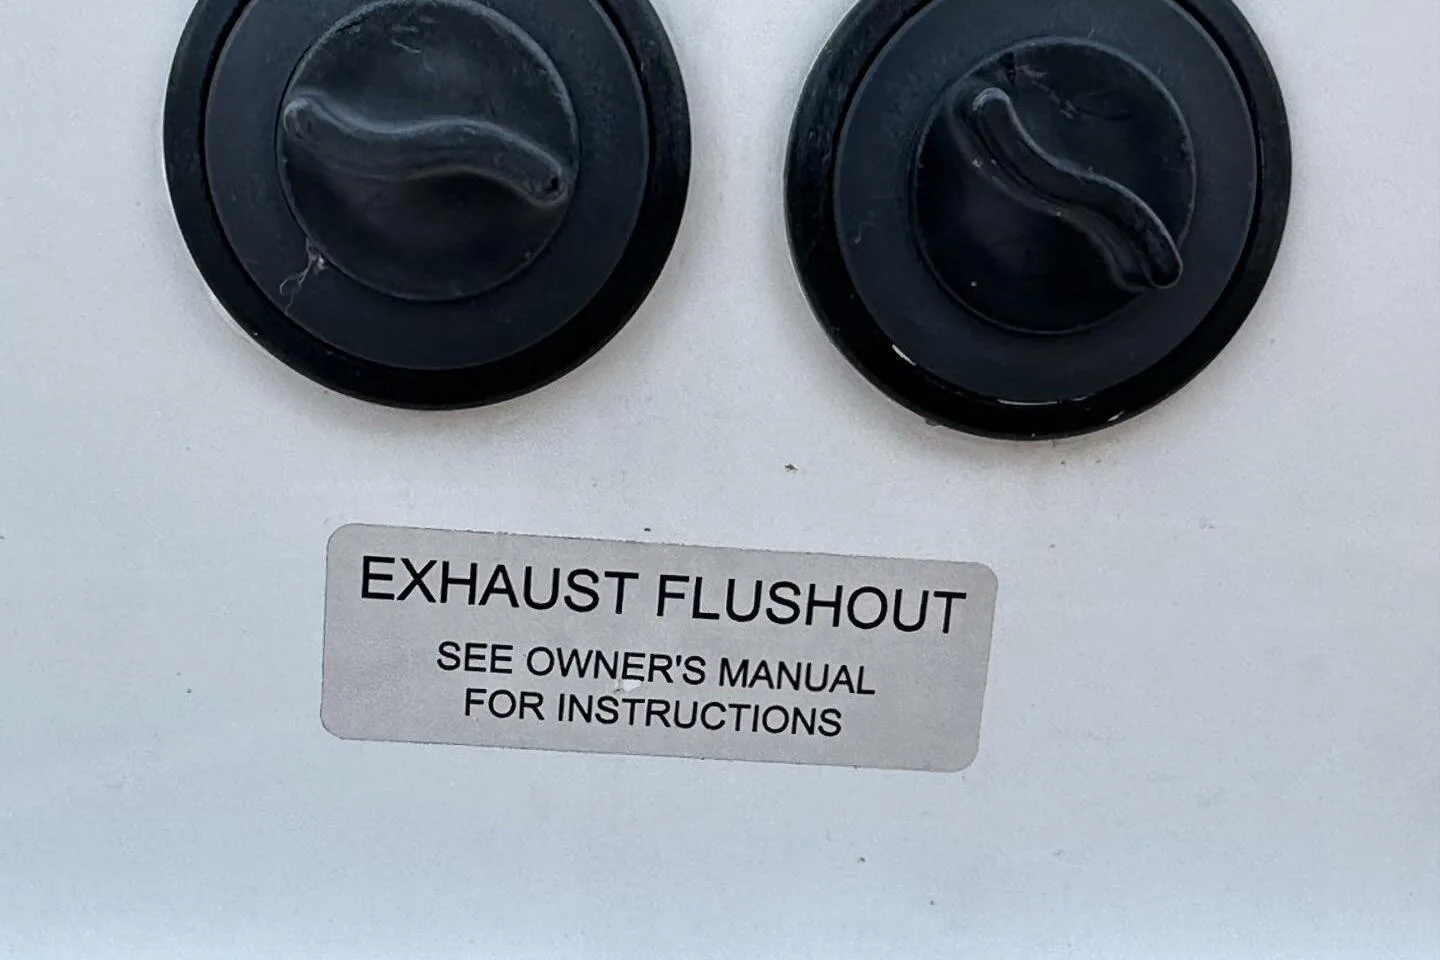 EXHAUST FLUSHOUT
SEE OWNER'S MANUAL
FOR INSTRUCTIONS